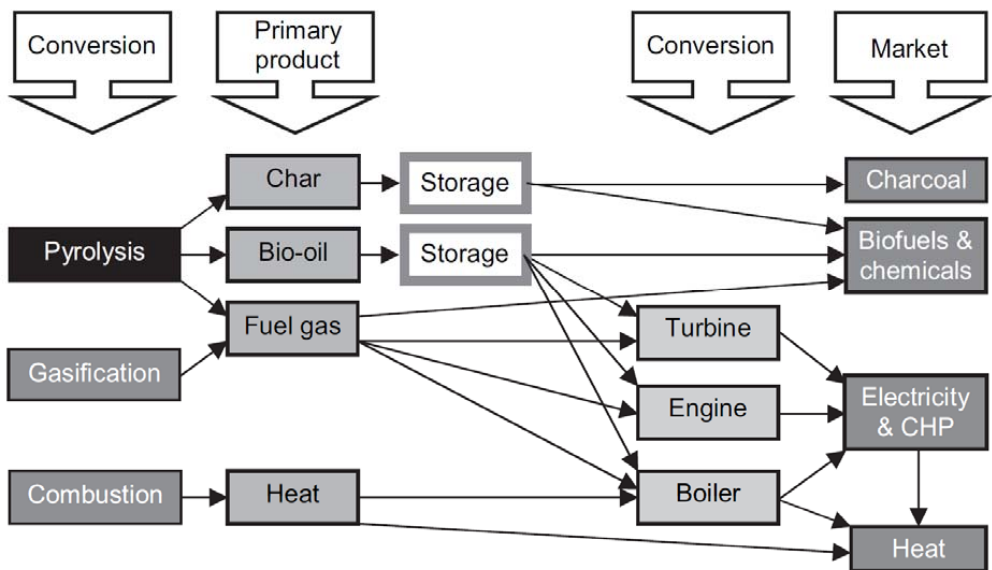 Conversion
Primary
product
Conversion
Market
Char
Storage
Charcoal
Pyrolysis
Bio-oil
Storage
Biofuels &
chemicals
Fuel gas
Turbine
Gasification
Engine
Electricity
& CHP
Combustion
Heat
Boiler
Heat